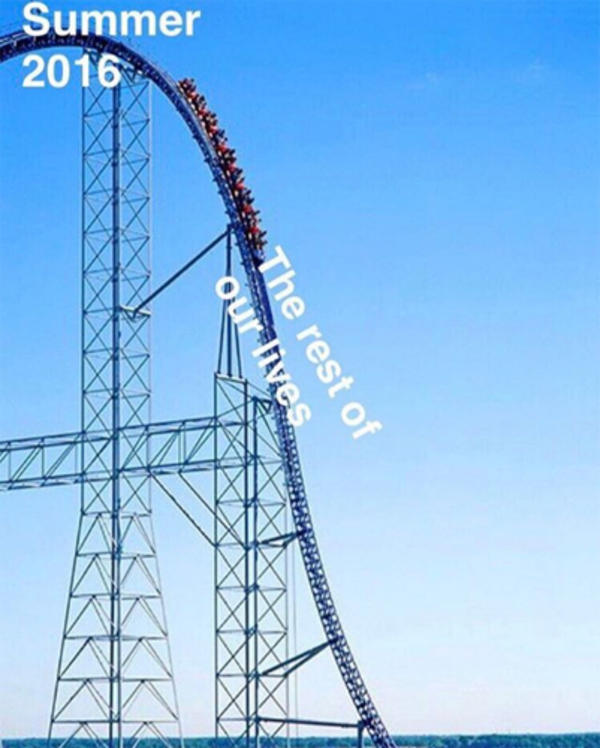 Summer
2016
The rest of
our lives